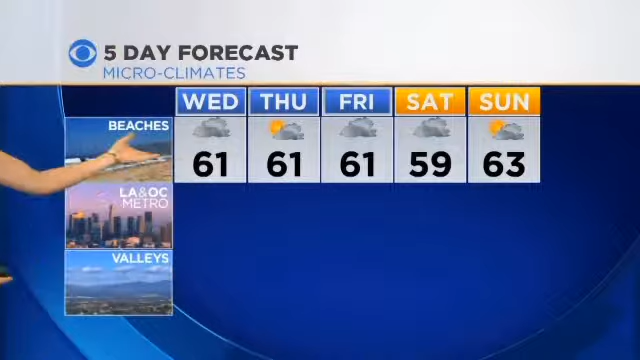 5 DAY FORECAST
MICRO-CLIMATES
WED THU FRI SAT SUN
BEACHES
61 61 61 59 63
LA&OC
METRO
VALLEYS